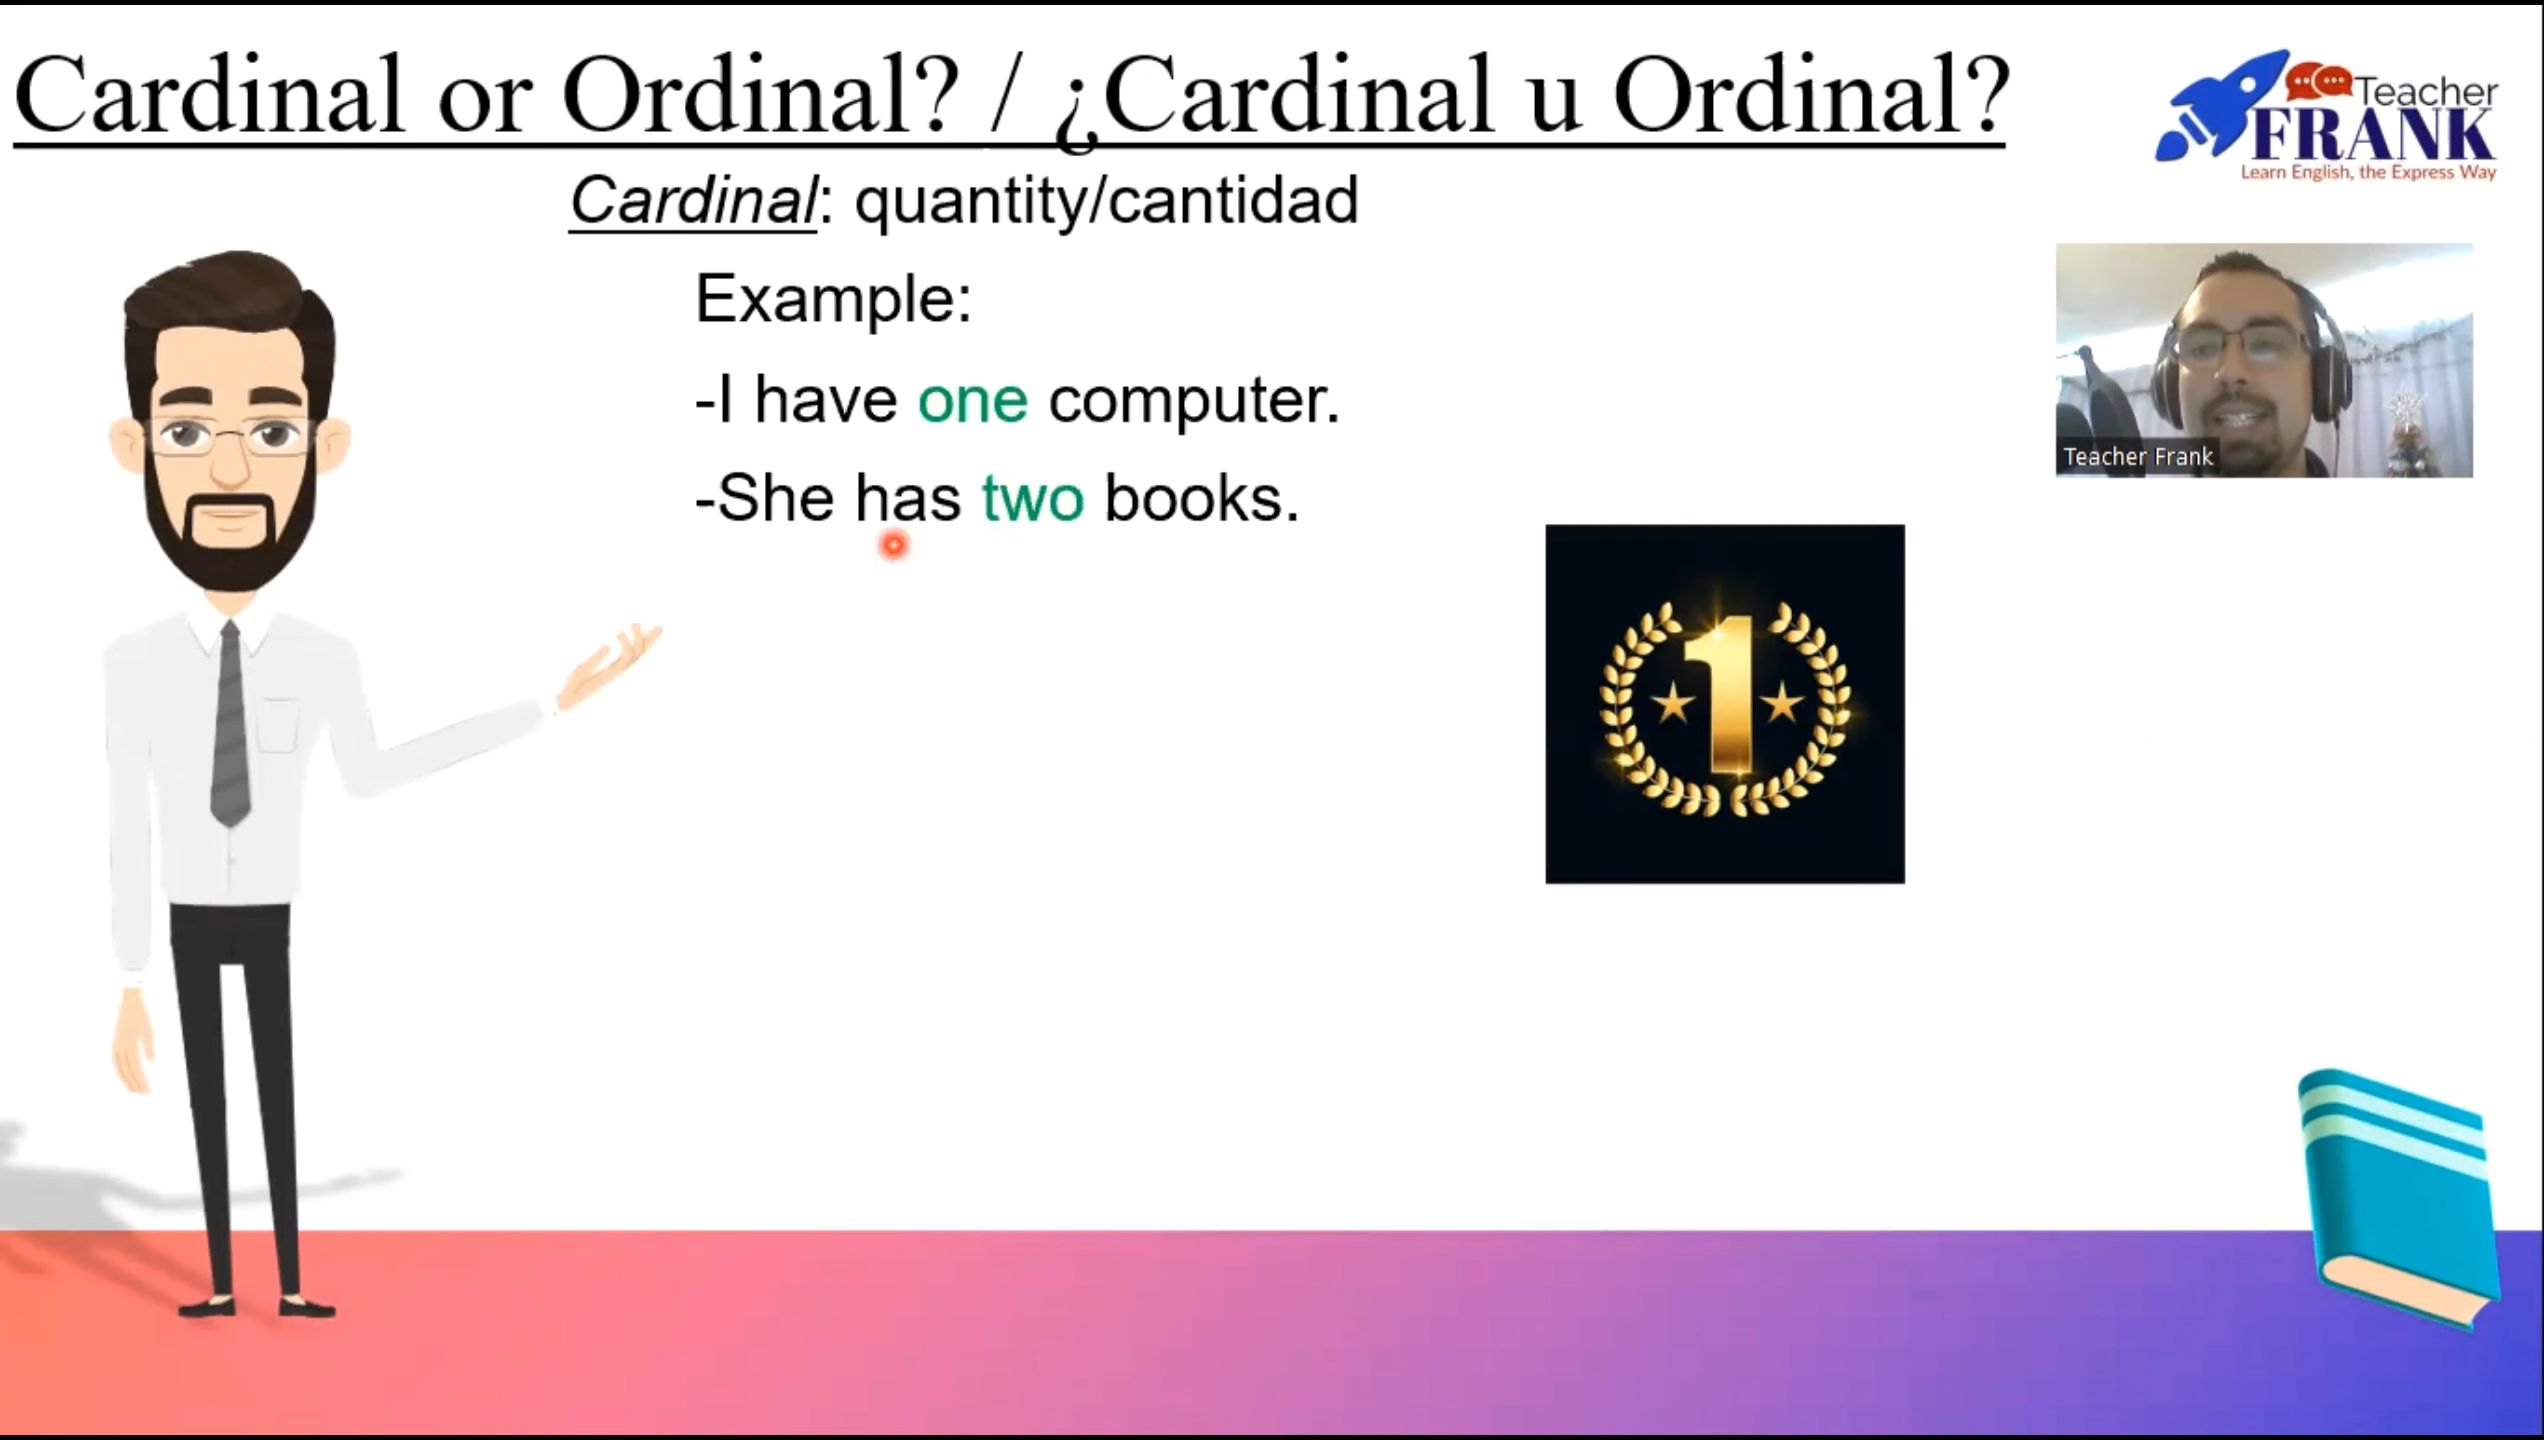 Cardinal or Ordinal? / ¿Cardinal u Ordinal?
Teacher
FRANK
Learn English, the Express Way
Cardinal: quantity/cantidad
Example:
-I have one computer.
-She has two books.
Teacher Frank
1